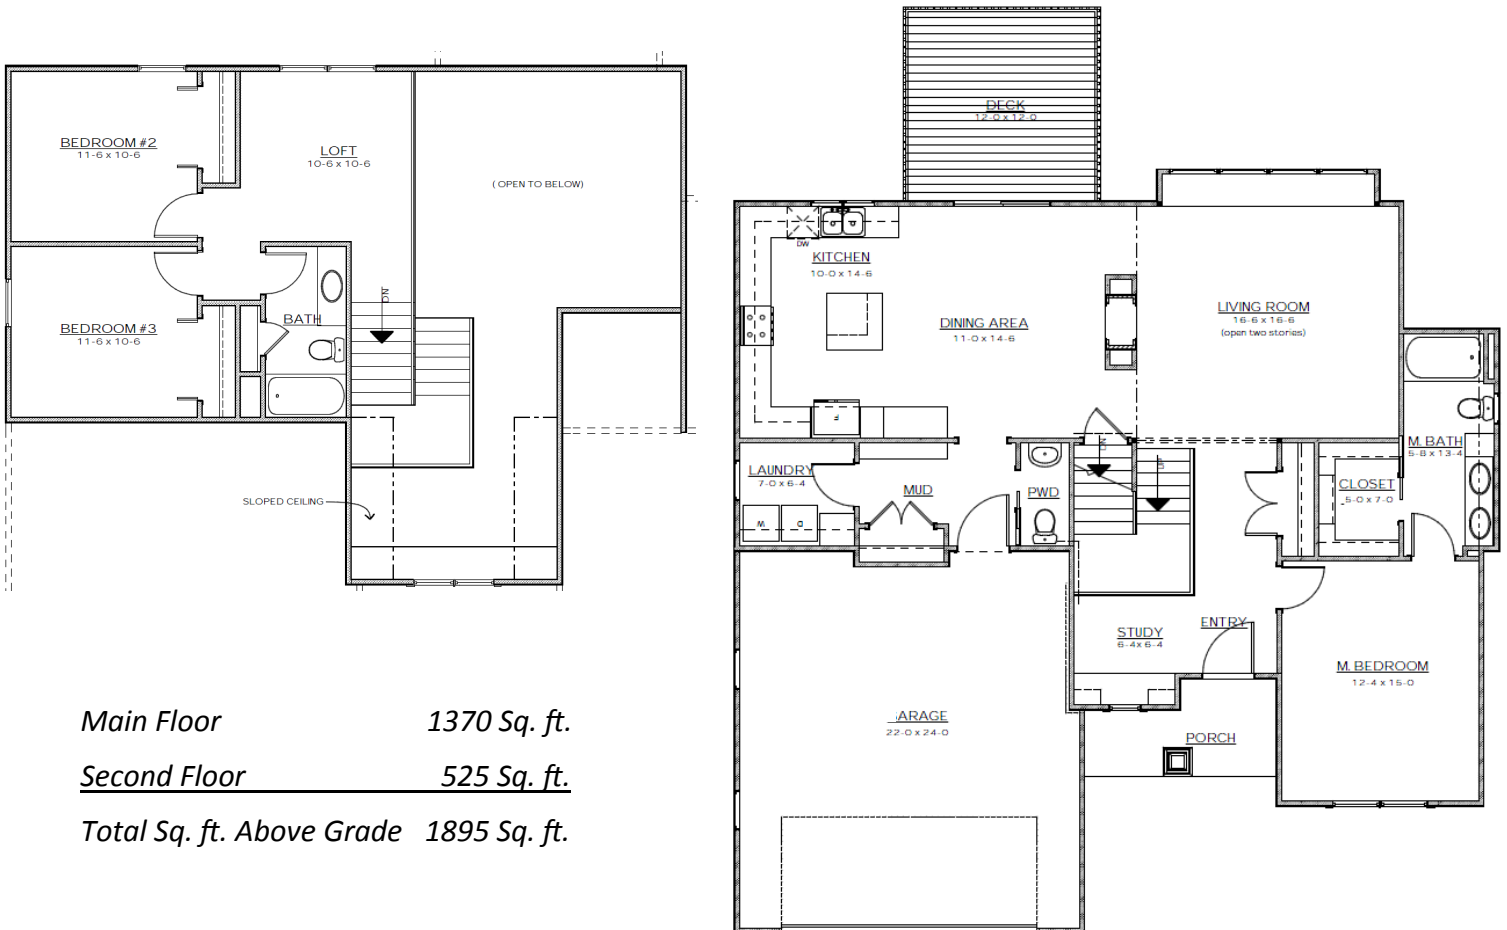 BEDROOM #2
11-6 x 10-6
LOFT
10-6 x 10-6
( OPEN TO BELOW)
BEDROOM #3
11-6 x 10-6
BATH
DN
SLOPED CEILING
Main Floor 1370 Sq. ft.
Second Floor 525 Sq. ft.
Total Sq. ft. Above Grade 1895 Sq. ft.
DECK
12-0 x 12-0
DW
KITCHEN
10-0 x 14-6
DINING AREA
11-0 x 14-6
LIVING ROOM
16-6 x 16-6
(open two stories)
F
LAUNDRY
7-0 x 6-4
W
D
MUD
PWD
DN
UP
M. BATH
5-8 x 13-4
CLOSET
5-0 x 7-0
STUDY
6-4 x 6-4
ENTRY
M. BEDROOM
12-4 x 15-0
ARAGE
22-0 x 24-0
PORCH